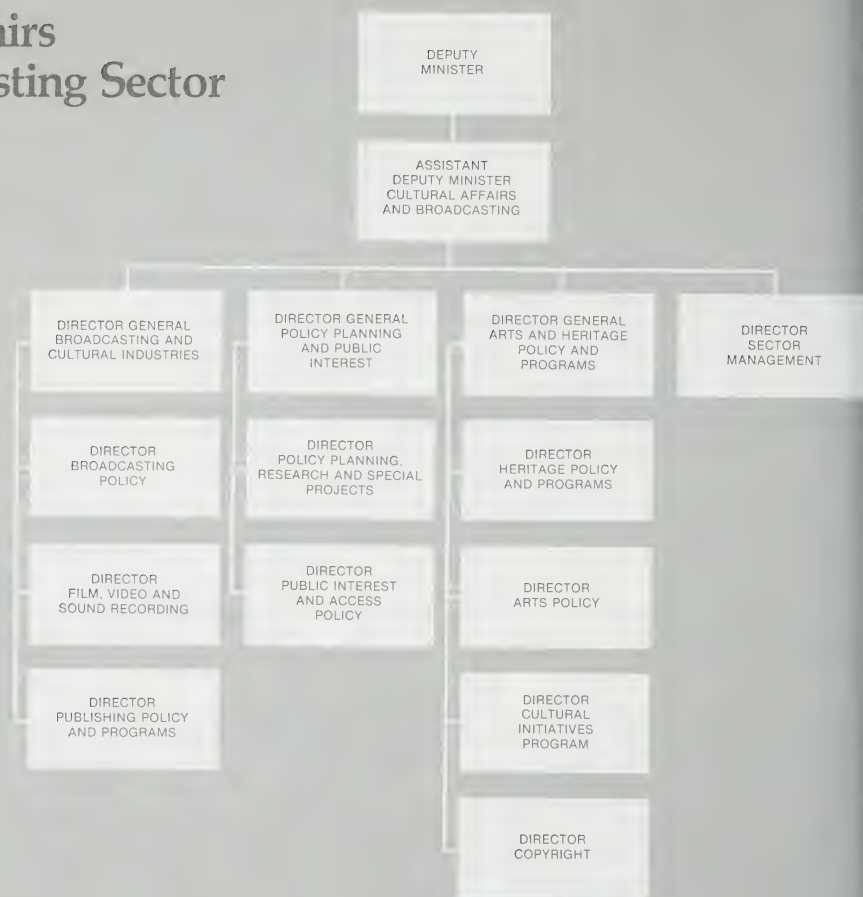 airs
sting Sector
DEPUTY
MINISTER
ASSISTANT
DEPUTY MINISTER
CULTURAL AFFAIRS
AND BROADCASTING
DIRECTOR GENERAL
BROADCASTING AND
CULTURAL INDUSTRIES
DIRECTOR
BROADCASTING
POLICY
DIRECTOR
FILM, VIDEO AND
SOUND RECORDING
DIRECTOR
PUBLISHING POLICY
AND PROGRAMS
DIRECTOR GENERAL
POLICY PLANNING
AND PUBLIC
INTEREST
DIRECTOR
POLICY PLANNING,
RESEARCH AND SPECIAL
PROJECTS
DIRECTOR
PUBLIC INTEREST
AND ACCESS
POLICY
DIRECTOR GENERAL
ARTS AND HERITAGE
POLICY AND
PROGRAMS
DIRECTOR
HERITAGE POLICY
AND PROGRAMS
DIRECTOR
ARTS POLICY
DIRECTOR
CULTURAL
INITIATIVES
PROGRAM
DIRECTOR
COPYRIGHT
DIRECTOR
SECTOR
MANAGEMENT